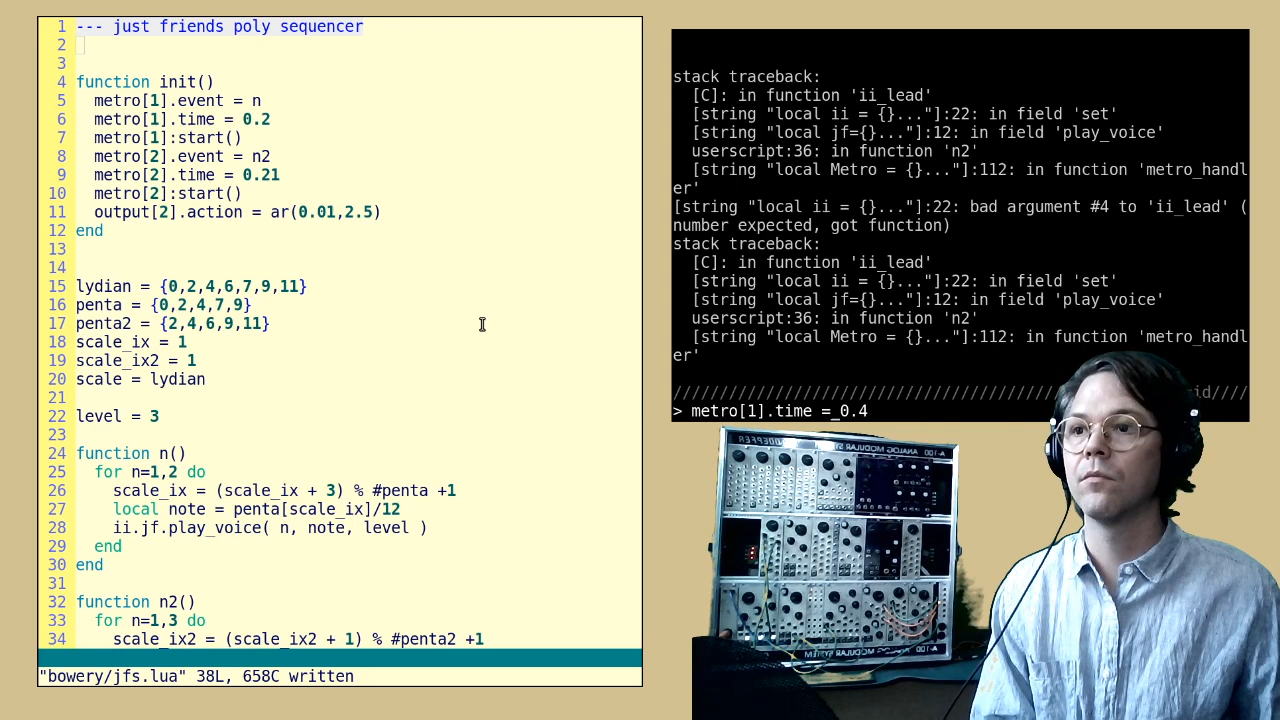 1 --- just friends poly sequencer
2
3
4 function init()
5   metro[1].event = n
6   metro[1].time = 0.2
7   metro[1]:start()
8   metro[2].event = n2
9   metro[2].time = 0.21
10   metro[2]:start()
11   output[2].action = ar(0.01,2.5)
12 end
13
14
15 lydian = {0,2,4,6,7,9,11}
16 penta = {0,2,4,7,9}
17 penta2 = {2,4,6,9,11}
18 scale_ix = 1
19 scale_ix2 = 1
20 scale = lydian
21
22 level = 3
23
24 function n()
25   for n=1,2 do
26     scale_ix = (scale_ix + 3) % #penta +1
27     local note = penta[scale_ix]/12
28     ii.jf.play_voice( n, note, level )
29   end
30 end
31
32 function n2()
33   for n=1,3 do
34     scale_ix2 = (scale_ix2 + 1) % #penta2 +1
"bowery/jfs.lua" 38L, 658C written
stack traceback:
  [C]: in function 'ii_lead'
  [string "local ii = {}..."]:22: in field 'set'
  [string "local jf={}..."]:12: in field 'play_voice'
  userscript:36: in function 'n2'
  [string "local Metro = {}..."]:112: in function 'metro_handl
er'
[string "local ii = {}..."]:22: bad argument #4 to 'ii_lead' (
number expected, got function)
stack traceback:
  [C]: in function 'ii_lead'
  [string "local ii = {}..."]:22: in field 'set'
  [string "local jf={}..."]:12: in field 'play_voice'
  userscript:36: in function 'n2'
  [string "local Metro = {}..."]:112: in function 'metro_handl
er'
//////////////////////////////////////////
> metro[1].time = 0.4
DOEPFER
ANALOG MODULAR SYSTEM
A-100